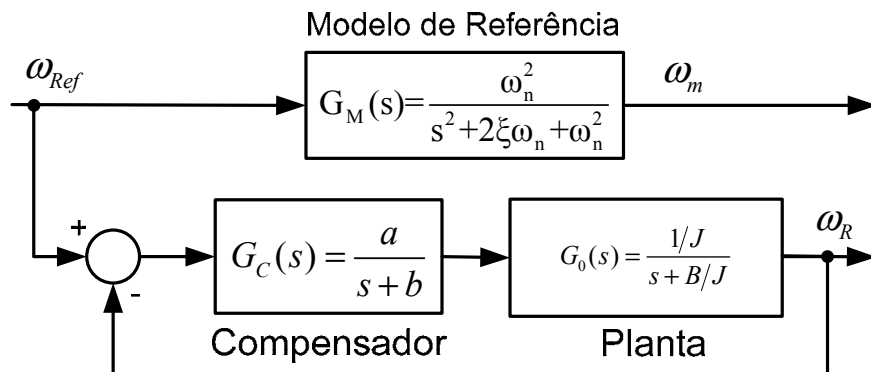 Modelo de Referência
ω_Ref
G_M(s)=ω_n^2/(s^2+2ξω_n+ω_n^2)
ω_m
+
-
G_C(s) = a/(s+b)
G_0(s) = (1/J)/(s+B/J)
ω_R
Compensador
Planta